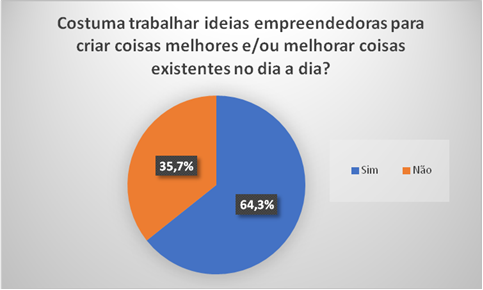 Costuma trabalhar ideias empreendedoras para
criar coisas melhores e/ou melhorar coisas
existentes no dia a dia?
35,7%
64,3%
Sim
Não